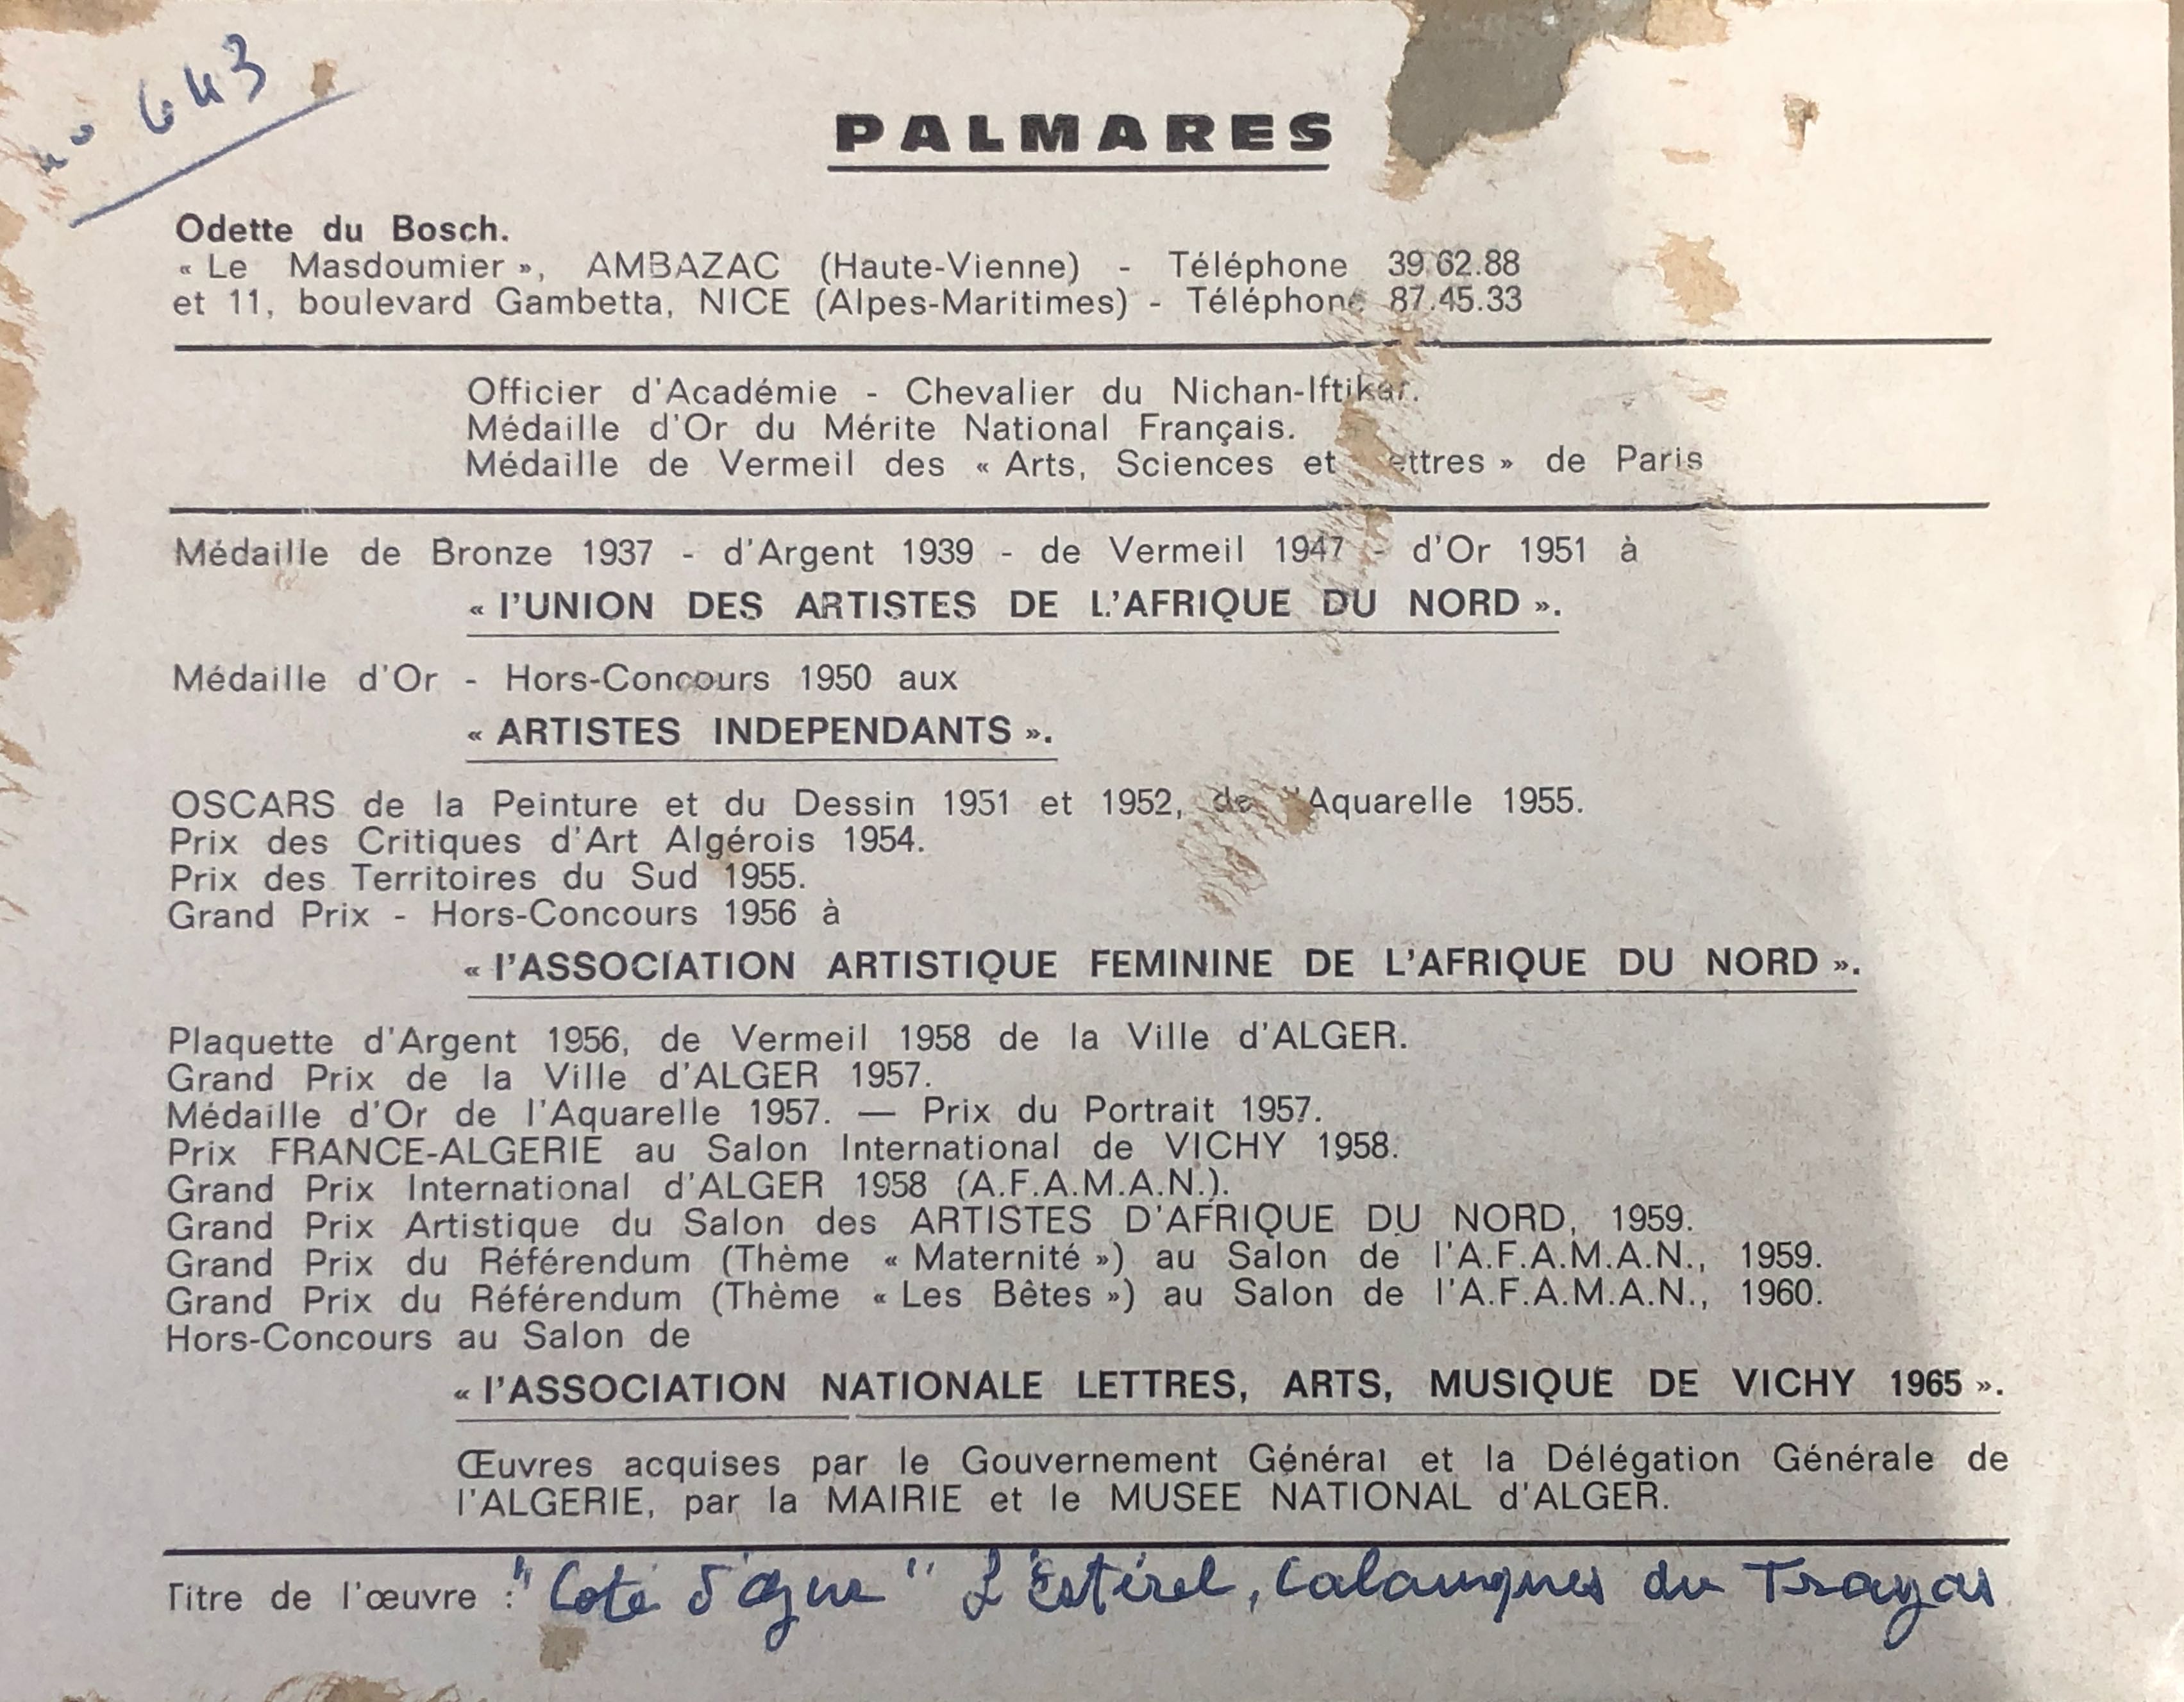 no 643
PALMARES
Odette du Bosch.
« Le Masdoumier », AMBAZAC (Haute-Vienne) - Téléphone 39.62.88
et 11, boulevard Gambetta, NICE (Alpes-Maritimes) - Téléphone 87.45.33
Officier d'Académie - Chevalier du Nichan-Iftikar.
Médaille d'Or du Mérite National Français.
Médaille de Vermeil des « Arts, Sciences et ettres » de Paris
Médaille de Bronze 1937 - d'Argent 1939 - de Vermeil 1947 - d'Or 1951 à
« l'UNION DES ARTISTES DE L'AFRIQUE DU NORD ».
Médaille d'Or - Hors-Concours 1950 aux
« ARTISTES INDEPENDANTS ».
OSCARS de la Peinture et du Dessin 1951 et 1952, de l'Aquarelle 1955.
Prix des Critiques d'Art Algérois 1954.
Prix des Territoires du Sud 1955.
Grand Prix - Hors-Concours 1956 à
« l'ASSOCIATION ARTISTIQUE FEMININE DE L'AFRIQUE DU NORD ».
Plaquette d'Argent 1956, de Vermeil 1958 de la Ville d'ALGER.
Grand Prix de la Ville d'ALGER 1957.
Médaille d'Or de l'Aquarelle 1957. — Prix du Portrait 1957.
Prix FRANCE-ALGERIE au Salon International de VICHY 1958.
Grand Prix International d'ALGER 1958 (A.F.A.M.A.N.).
Grand Prix Artistique du Salon des ARTISTES D'AFRIQUE DU NORD, 1959.
Grand Prix du Référendum (Thème « Maternité ») au Salon de l'A.F.A.M.A.N., 1959.
Grand Prix du Référendum (Thème « Les Bêtes ») au Salon de l'A.F.A.M.A.N., 1960.
Hors-Concours au Salon de
« l'ASSOCIATION NATIONALE LETTRES, ARTS, MUSIQUE DE VICHY 1965 ».
Œuvres acquises par le Gouvernement Général et la Délégation Générale de
l'ALGERIE, par la MAIRIE et le MUSEE NATIONAL d'ALGER.
Titre de l'œuvre : "Coté d'azur" L'Estérel, Calanques du Trayas